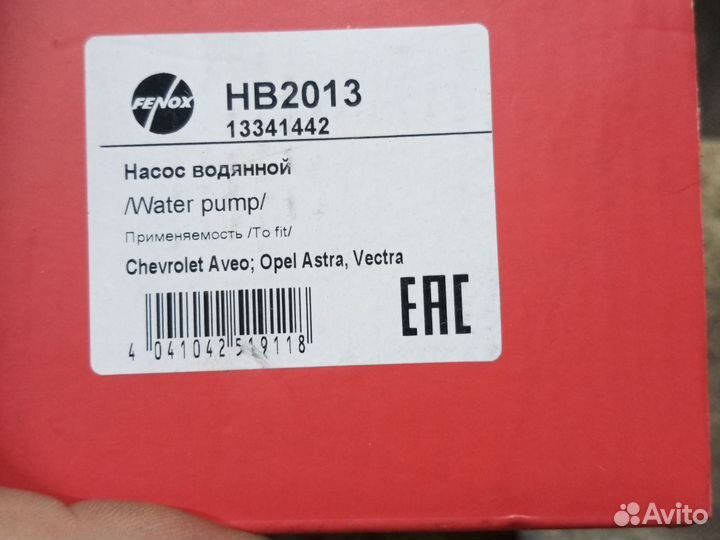 FENOX
HB2013
13341442
Насос водянной
/Water pump/
Применяемость /To fit/
Chevrolet Aveo; Opel Astra, Vectra
4 041042 519118
EAC
Avito